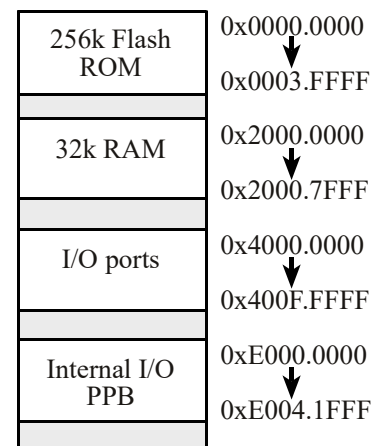 256k Flash
ROM
0x0000.0000
0x0003.FFFF
32k RAM
0x2000.0000
0x2000.7FFF
I/O ports
0x4000.0000
0x400F.FFFF
Internal I/O
PPB
0xE000.0000
0xE004.1FFF